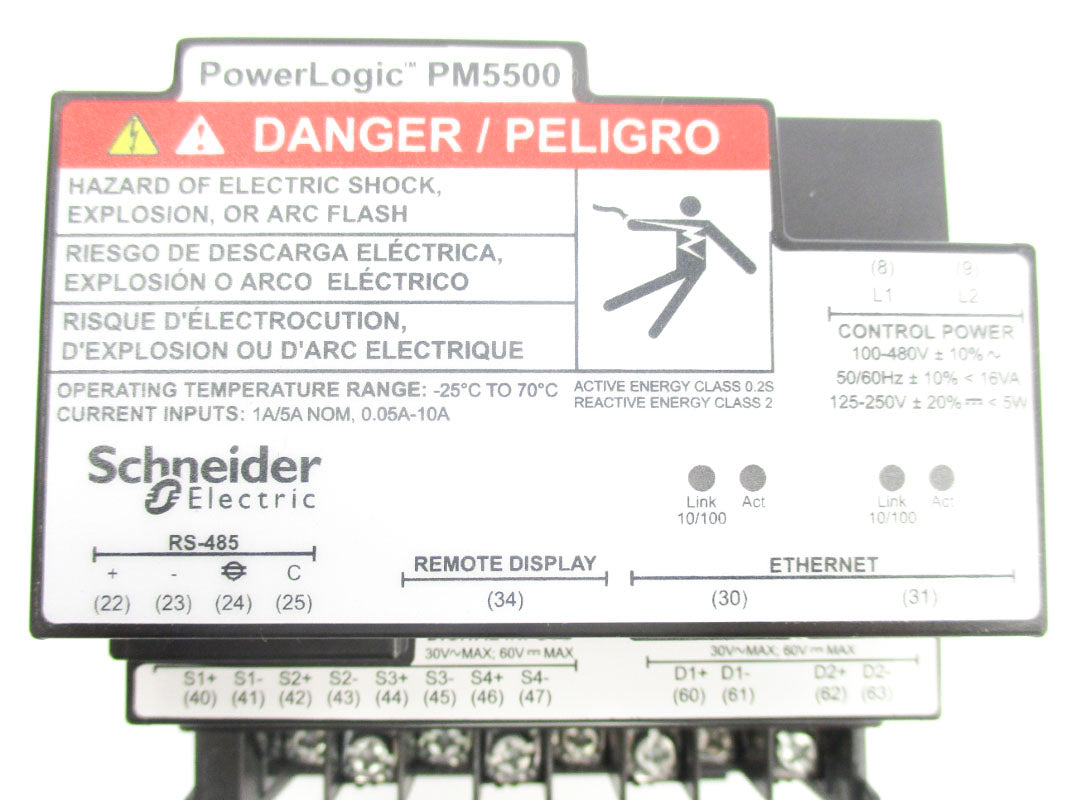 PowerLogic™ PM5500
DANGER / PELIGRO
HAZARD OF ELECTRIC SHOCK,
EXPLOSION, OR ARC FLASH
RIESGO DE DESCARGA ELÉCTRICA,
EXPLOSIÓN O ARCO ELÉCTRICO
RISQUE D'ÉLECTROCUTION,
D'EXPLOSION OU D'ARC ELECTRIQUE
OPERATING TEMPERATURE RANGE: -25°C TO 70°C
CURRENT INPUTS: 1A/5A NOM, 0.05A-10A
ACTIVE ENERGY CLASS 0.2S
REACTIVE ENERGY CLASS 2
(8) (9)
L1 L2
CONTROL POWER
100-480V ± 10% ~
50/60Hz ± 10% < 16VA
125-250V ± 20% ⎓ < 5W
Schneider
Electric
Link Act Link Act
10/100 10/100
RS-485
+ - C
(22) (23) (24) (25)
REMOTE DISPLAY
(34)
ETHERNET
(30) (31)
30V~MAX; 60V ⎓ MAX
30V~MAX; 60V ⎓ MAX
S1+ S1- S2+ S2- S3+ S3- S4+ S4-
(40) (41) (42) (43) (44) (45) (46) (47)
D1+ D1- D2+ D2-
(60) (61) (62) (63)